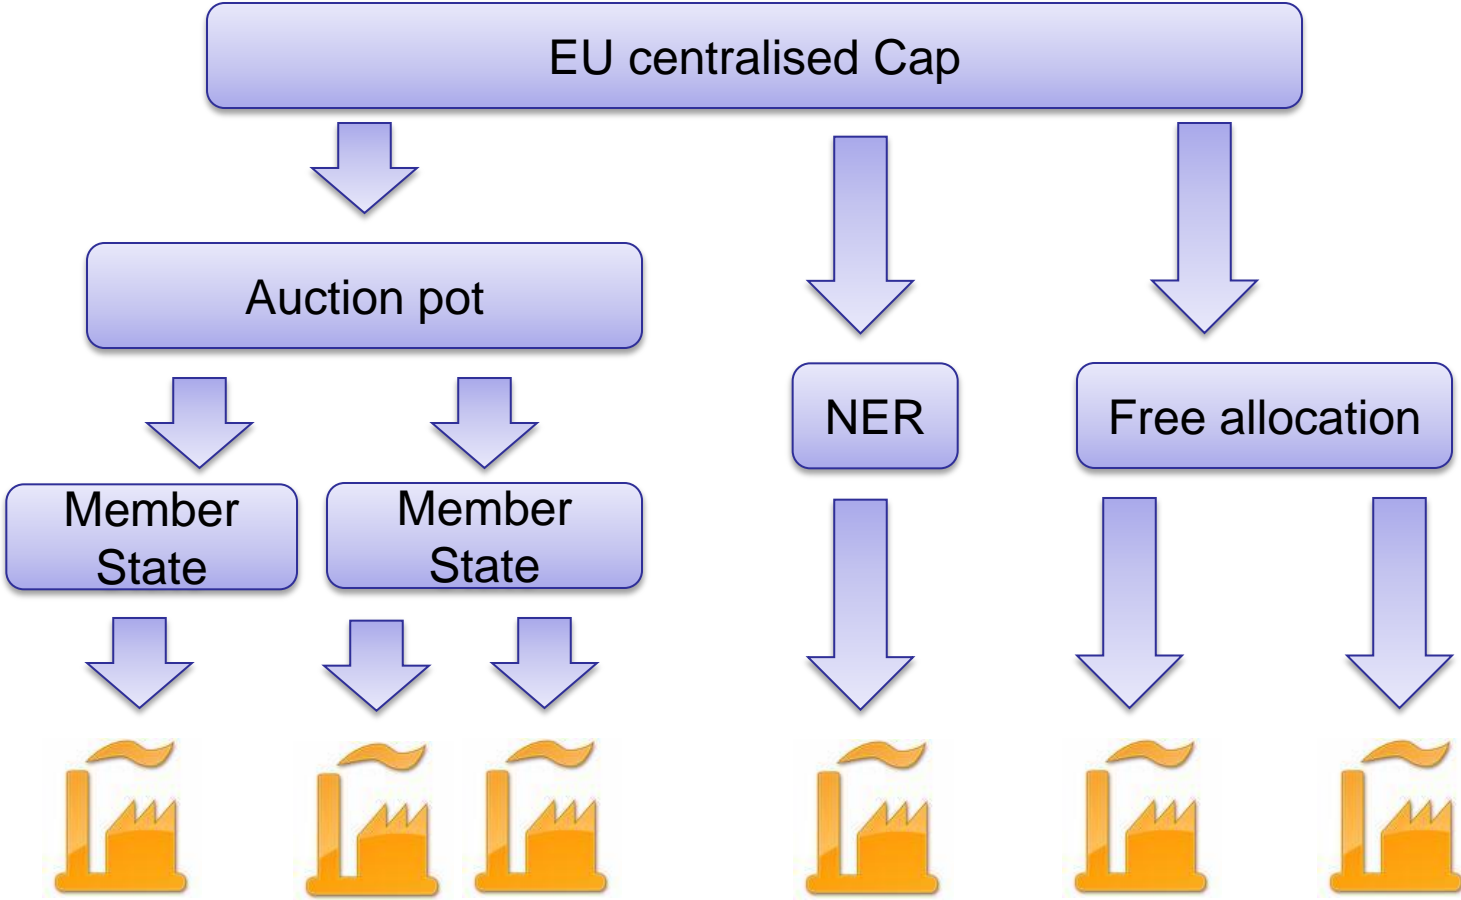 EU centralised Cap
Auction pot
NER
Free allocation
Member
State
Member
State